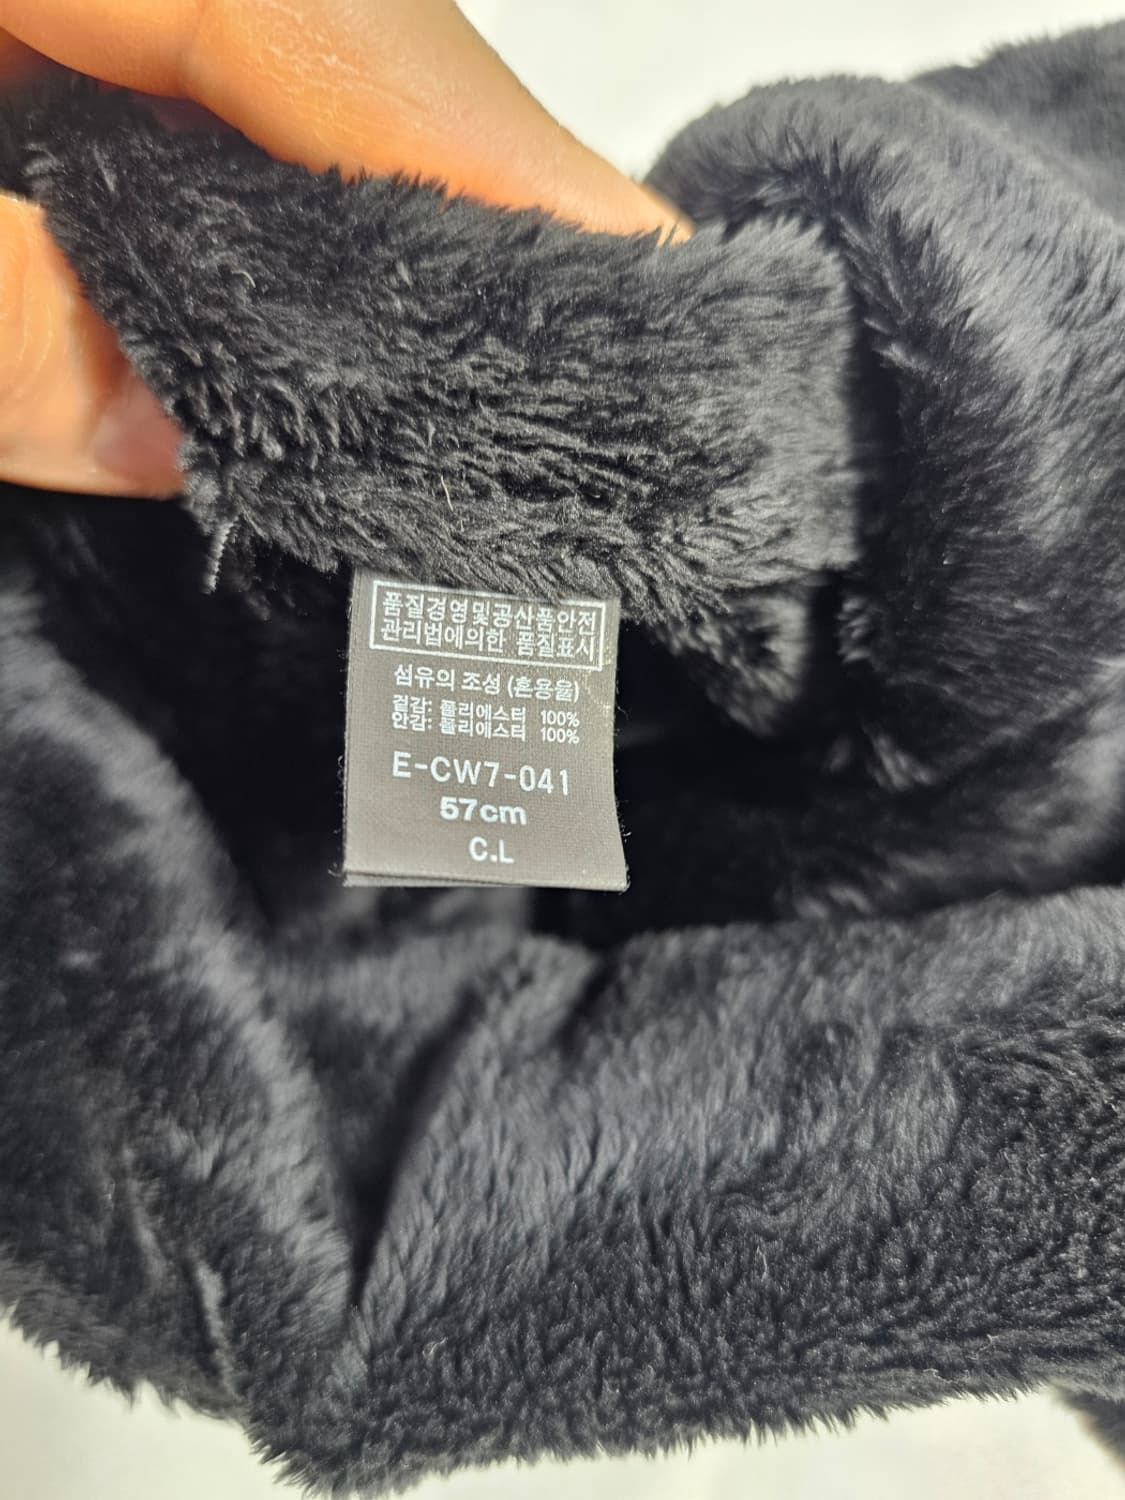 품질경영및공산품안전
관리법에의한 품질표시
섬유의 조성 (혼용율)
겉감: 폴리에스터 100%
안감: 폴리에스터 100%
E-CW7-041
57cm
C.L